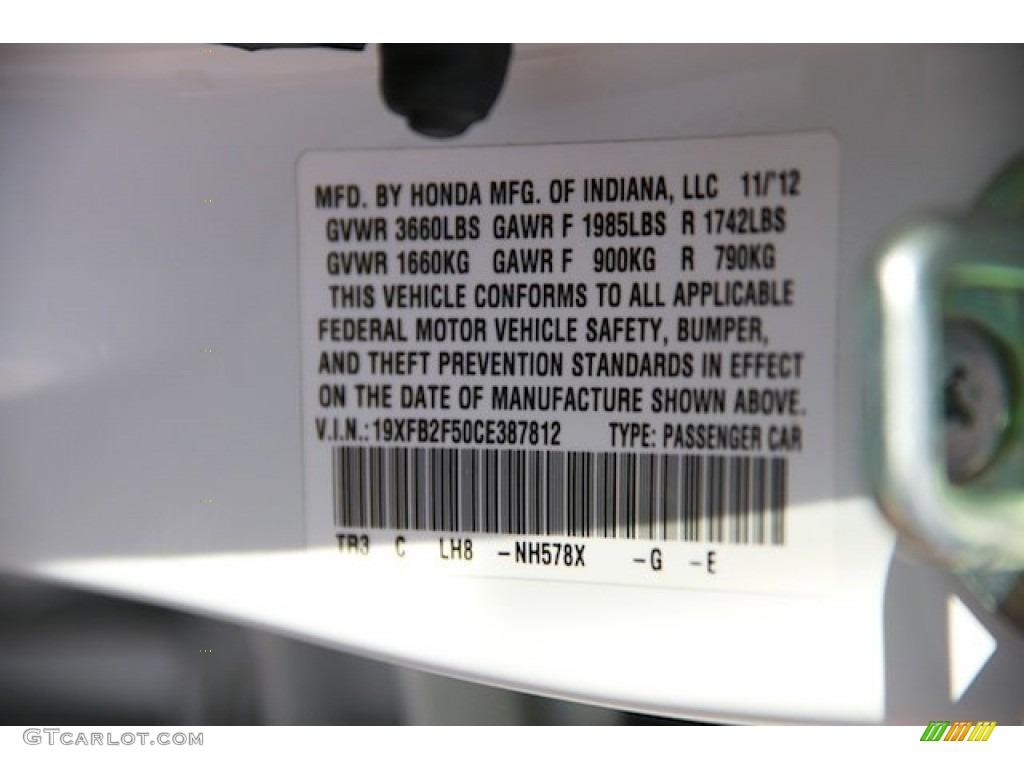 MFD. BY HONDA MFG. OF INDIANA, LLC 11/'12
GVWR 3660LBS GAWR F 1985LBS R 1742LBS
GVWR 1660KG GAWR F 900KG R 790KG
THIS VEHICLE CONFORMS TO ALL APPLICABLE
FEDERAL MOTOR VEHICLE SAFETY, BUMPER,
AND THEFT PREVENTION STANDARDS IN EFFECT
ON THE DATE OF MANUFACTURE SHOWN ABOVE.
V.I.N.: 19XFB2F50CE387812 TYPE: PASSENGER CAR
TR3 C LH8 -NH578X -G -E
GTCARLOT.COM